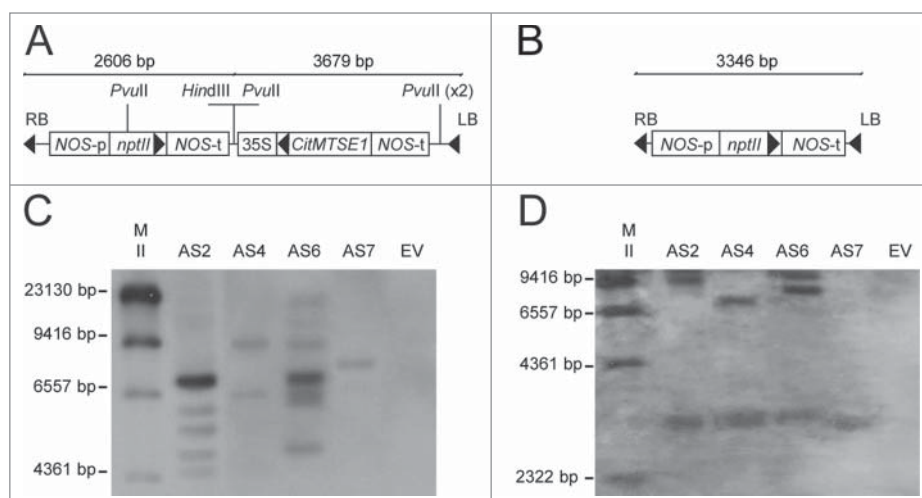 A
2606 bp 3679 bp
PvuII HindIII PvuII PvuII (x2)
RB LB
NOS-p nptII NOS-t 35S CitMTSE1 NOS-t
B
3346 bp
RB LB
NOS-p nptII NOS-t
C
M
II AS2 AS4 AS6 AS7 EV
23130 bp
9416 bp
6557 bp
4361 bp
D
M
II AS2 AS4 AS6 AS7 EV
9416 bp
6557 bp
4361 bp
2322 bp